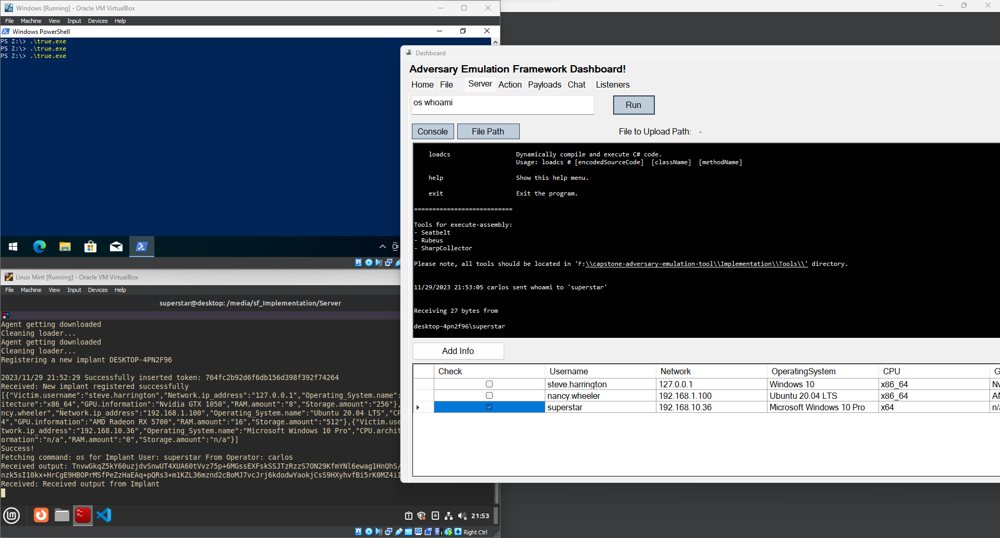 Windows [Running] - Oracle VM VirtualBox
File Machine View Input Devices Help
Windows PowerShell
PS Z:\> .\true.exe
PS Z:\> .\true.exe
PS Z:\> .\true.exe
Linux Mint [Running] - Oracle VM VirtualBox
File Machine View Input Devices Help
superstar@desktop: /media/sf_Implementation/Server
Agent getting downloaded
Cleaning loader...
Agent getting downloaded
Cleaning loader...
Registering a new implant DESKTOP-4PN2F96
2023/11/29 21:52:29 Successfully inserted token: 764fc2b92d6f6db156d398f392f74264
Received: New implant registered successfully
[{"Victim.username":"steve.harrington","Network.ip_address":"127.0.0.1","Operating_System.name":
itecture":"x86_64","GPU.information":"Nvidia GTX 1050","RAM.amount":"8","Storage.amount":"256"},
ncy.wheeler","Network.ip_address":"192.168.1.100","Operating_System.name":"Ubuntu 20.04 LTS","CP
4","GPU.information":"AMD Radeon RX 5700","RAM.amount":"16","Storage.amount":"512"},{"Victim.use
twork.ip_address":"192.168.10.36","Operating_System.name":"Microsoft Windows 10 Pro","CPU.archit
ormation":"n/a","RAM.amount":"0","Storage.amount":"n/a"}]
Success!
Fetching command: os for Implant User: superstar From Operator: carlos
Received output: TnvwGkqZ5kY60uzjdvSnwUT4XUA60tVvz75p+6MGssEXFskSSJTzRzzS7ON29KfmYNl6ewag1HnQhS/
nzk5sI10kx+HrCgE9HBOPrMSfPeZzHaEAq+pQRs3+m1KZL36mznd2cBoMJ7vcJrj6kdodwYaokjCsS9HXyhvfBi5rK0MZ4iI
Received: Received output from Implant
21:53
Right Ctrl
Dashboard
Adversary Emulation Framework Dashboard!
Home File Server Action Payloads Chat Listeners
os whoami
Run
Console File Path File to Upload Path: -
loadcs Dynamically compile and execute C# code.
Usage: loadcs # [encodedSourceCode] [className] [methodName]
help Show this help menu.
exit Exit the program.
===========================
Tools for execute-assembly:
- Seatbelt
- Rubeus
- SharpCollector
Please note, all tools should be located in 'F:\\capstone-adversary-emulation-tool\\Implementation\\Tools\\' directory.
11/29/2023 21:53:05 carlos sent whoami to 'superstar'
Receiving 27 bytes from
desktop-4pn2f96\superstar
Add Info
Check Username Network OperatingSystem CPU G
steve.harrington 127.0.0.1 Windows 10 x86_64 Nv
nancy.wheeler 192.168.1.100 Ubuntu 20.04 LTS x86_64 AM
superstar 192.168.10.36 Microsoft Windows 10 Pro x64 n/a